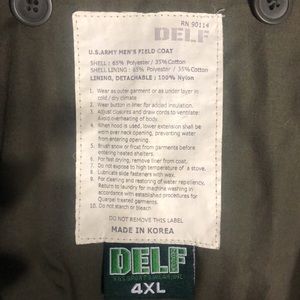 RN 90114
DELF
U.S.ARMY MEN'S FIELD COAT
SHELL : 65% Polyester / 35%Cotton
SHELL LINING : 65% Polyester / 35% Cotton
LINING, DETACHABLE : 100% Nylon
1. Wear as outer garment or as under layer in
cold / dry climate
2. Wear button in liner for added insulation.
3. Adjust closures and draw cords to ventilate.
Avoid overheating of body.
4. When hood is used, lower extension shall be
worn over neck opening, preventing water
from entering opening.
5. Brush snow or frost from garments before
entering heated shelters.
6. For fast drying, remove liner from coat.
7. Do not expose to high temperature of a stove.
8. Lubricate slide fasteners with wax.
9. For cleaning and restoring of water repellency.
Return to laundry for machine washing in
accordance with established procedures for
Quarpel treated garments.
10. Do not starch or bleach.
DO NOT REMOVE THIS LABEL
MADE IN KOREA
DELF
4XL